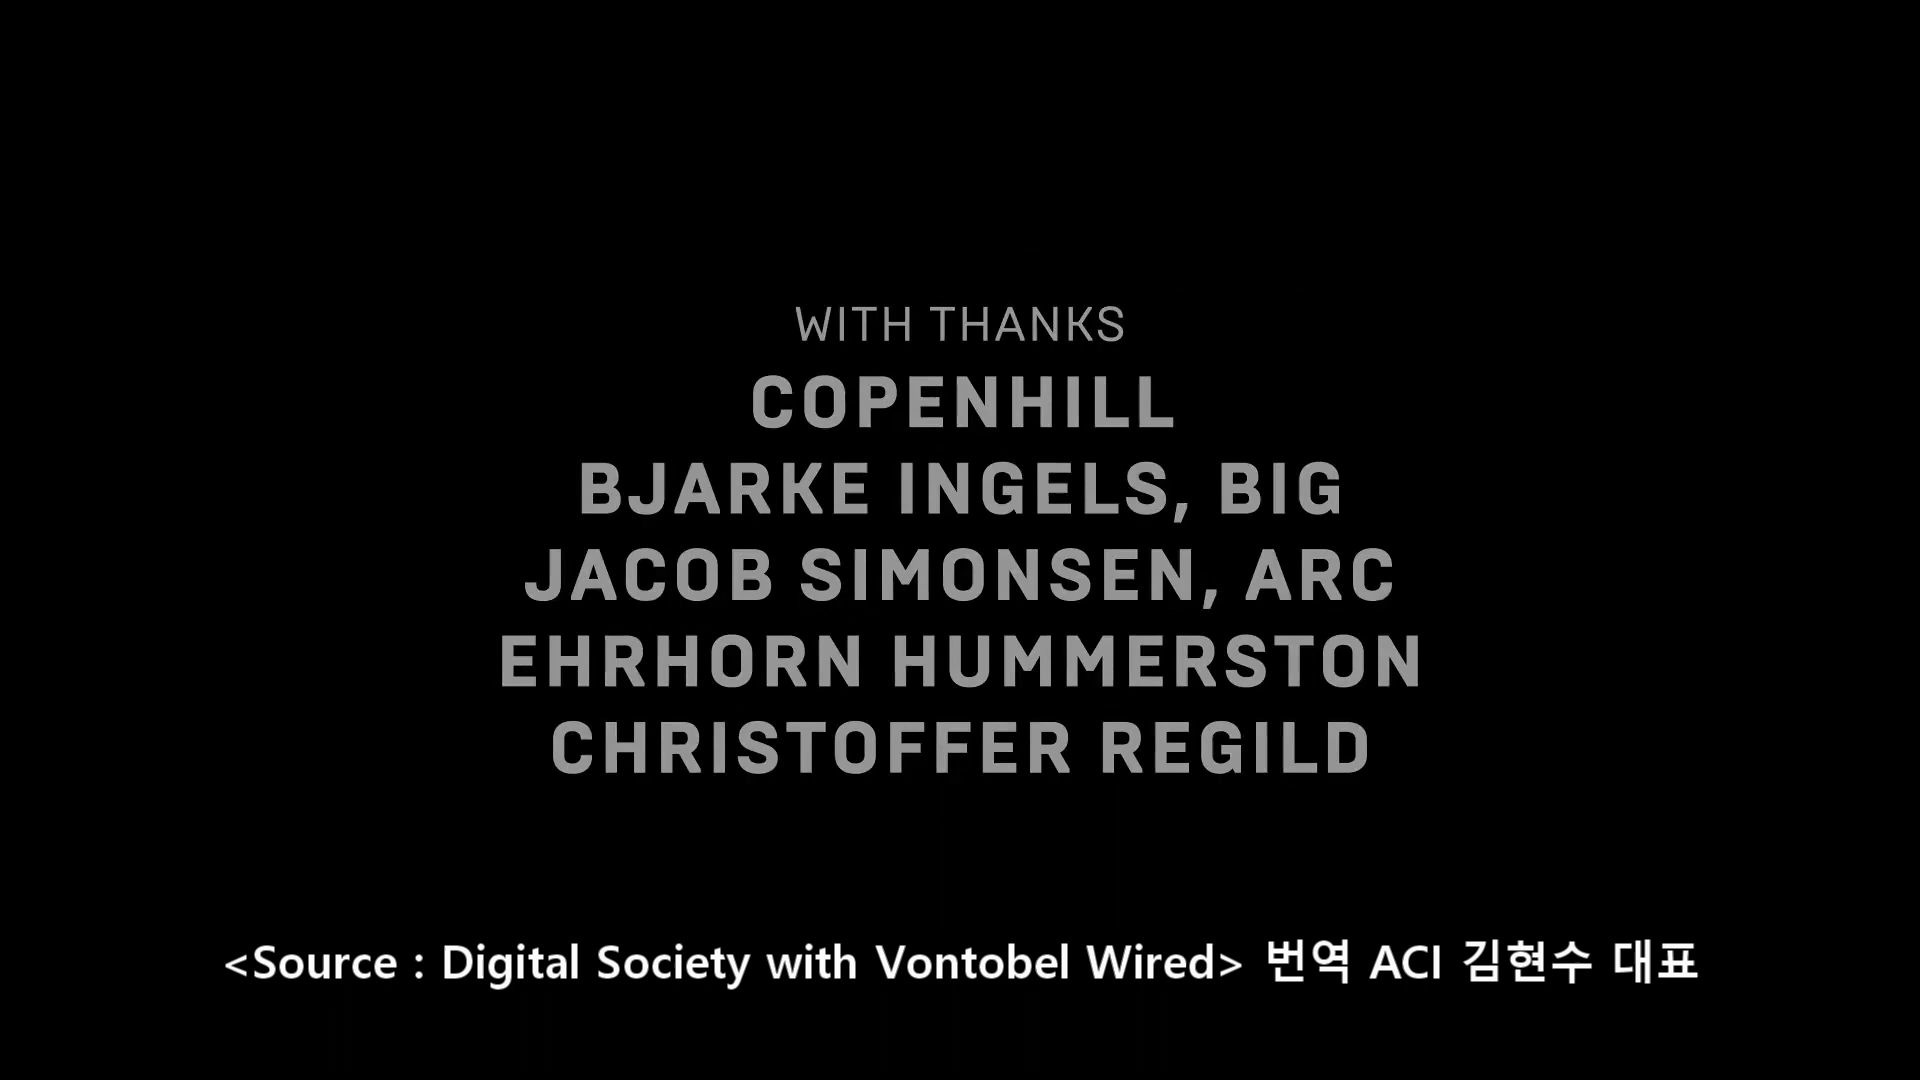 WITH THANKS
COPENHILL
BJARKE INGELS, BIG
JACOB SIMONSEN, ARC
EHRHORN HUMMERSTON
CHRISTOFFER REGILD
<Source : Digital Society with Vontobel Wired> 번역 ACI 김현수 대표